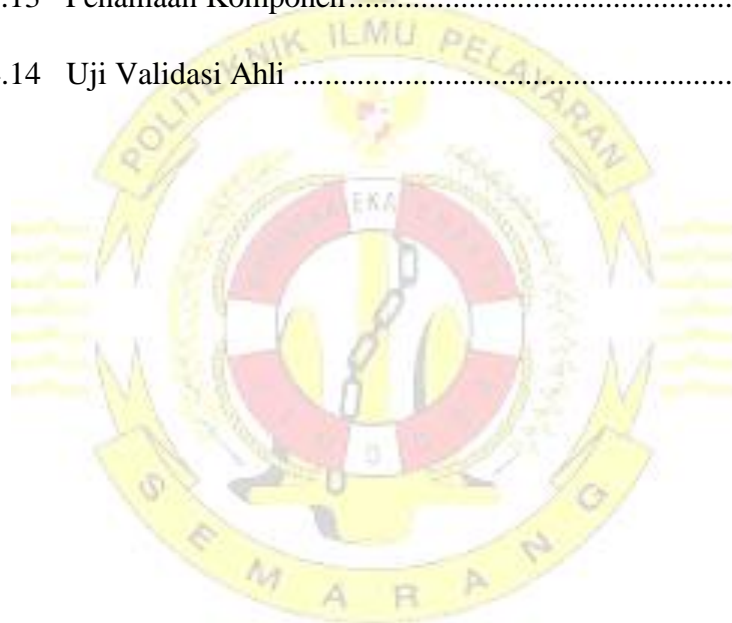 .13 Penamaan Komponen................................................
.14 Uji Validasi Ahli .......................................................
POLITEKNIK ILMU PELAYARAN
EKA
SEMARANG